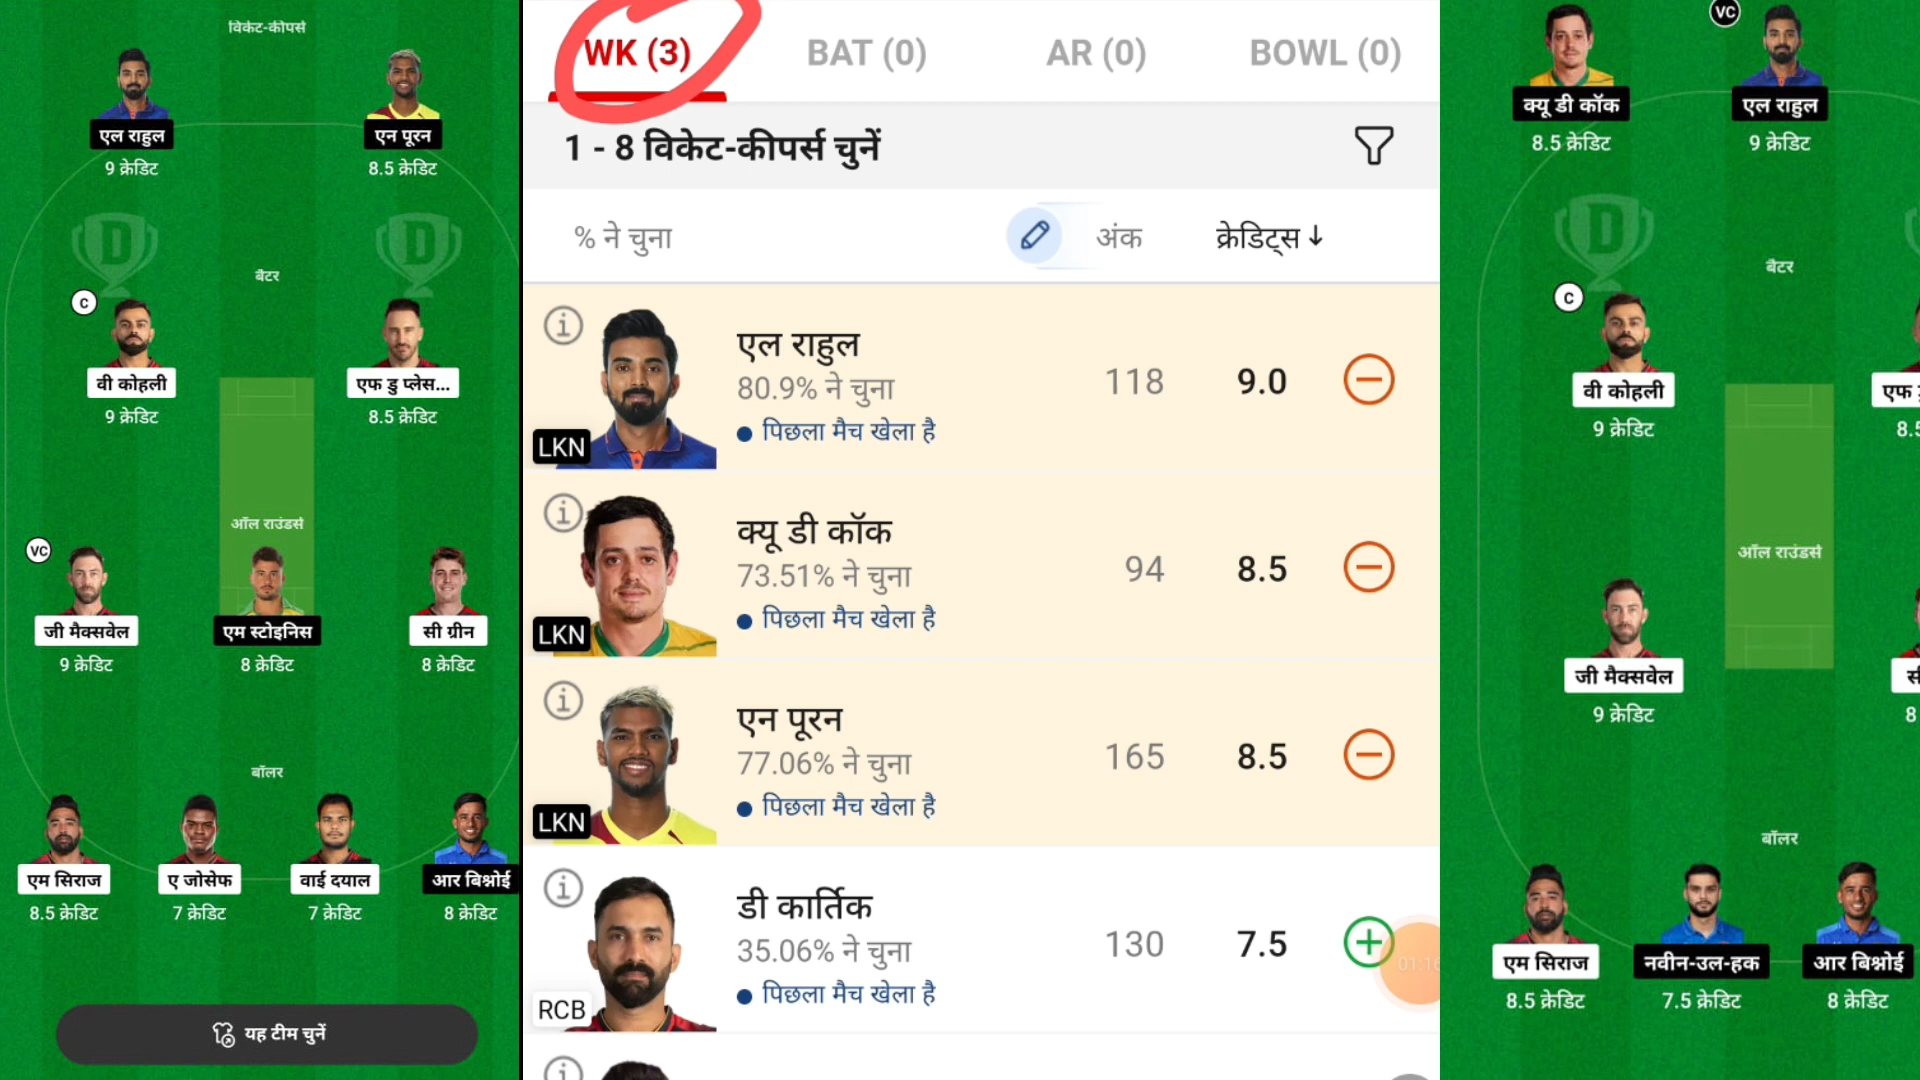 विकेट-कीपर्स
एल राहुल
एन पूरन
9 क्रेडिट
8.5 क्रेडिट
D
D
बैटर
C
वी कोहली
एफ डु प्लेस...
9 क्रेडिट
8.5 क्रेडिट
ऑल राउंडर्स
VC
जी मैक्सवेल
एम स्टोइनिस
सी ग्रीन
9 क्रेडिट
8 क्रेडिट
8 क्रेडिट
बॉलर
एम सिराज
ए जोसेफ
वाई दयाल
आर बिश्नोई
8.5 क्रेडिट
7 क्रेडिट
7 क्रेडिट
8 क्रेडिट
यह टीम चुनें
WK (3)
BAT (0)
AR (0)
BOWL (0)
1 - 8 विकेट-कीपर्स चुनें
% ने चुना
अंक
क्रेडिट्स ↓
एल राहुल
80.9% ने चुना
118
9.0
पिछला मैच खेला है
LKN
क्यू डी कॉक
73.51% ने चुना
94
8.5
पिछला मैच खेला है
LKN
एन पूरन
77.06% ने चुना
165
8.5
पिछला मैच खेला है
LKN
डी कार्तिक
35.06% ने चुना
130
7.5
पिछला मैच खेला है
RCB
VC
क्यू डी कॉक
एल राहुल
8.5 क्रेडिट
9 क्रेडिट
D
बैटर
C
वी कोहली
एफ
9 क्रेडिट
8.5
ऑल राउंडर्स
जी मैक्सवेल
सी
9 क्रेडिट
8
बॉलर
एम सिराज
नवीन-उल-हक
आर बिश्नोई
8.5 क्रेडिट
7.5 क्रेडिट
8 क्रेडिट